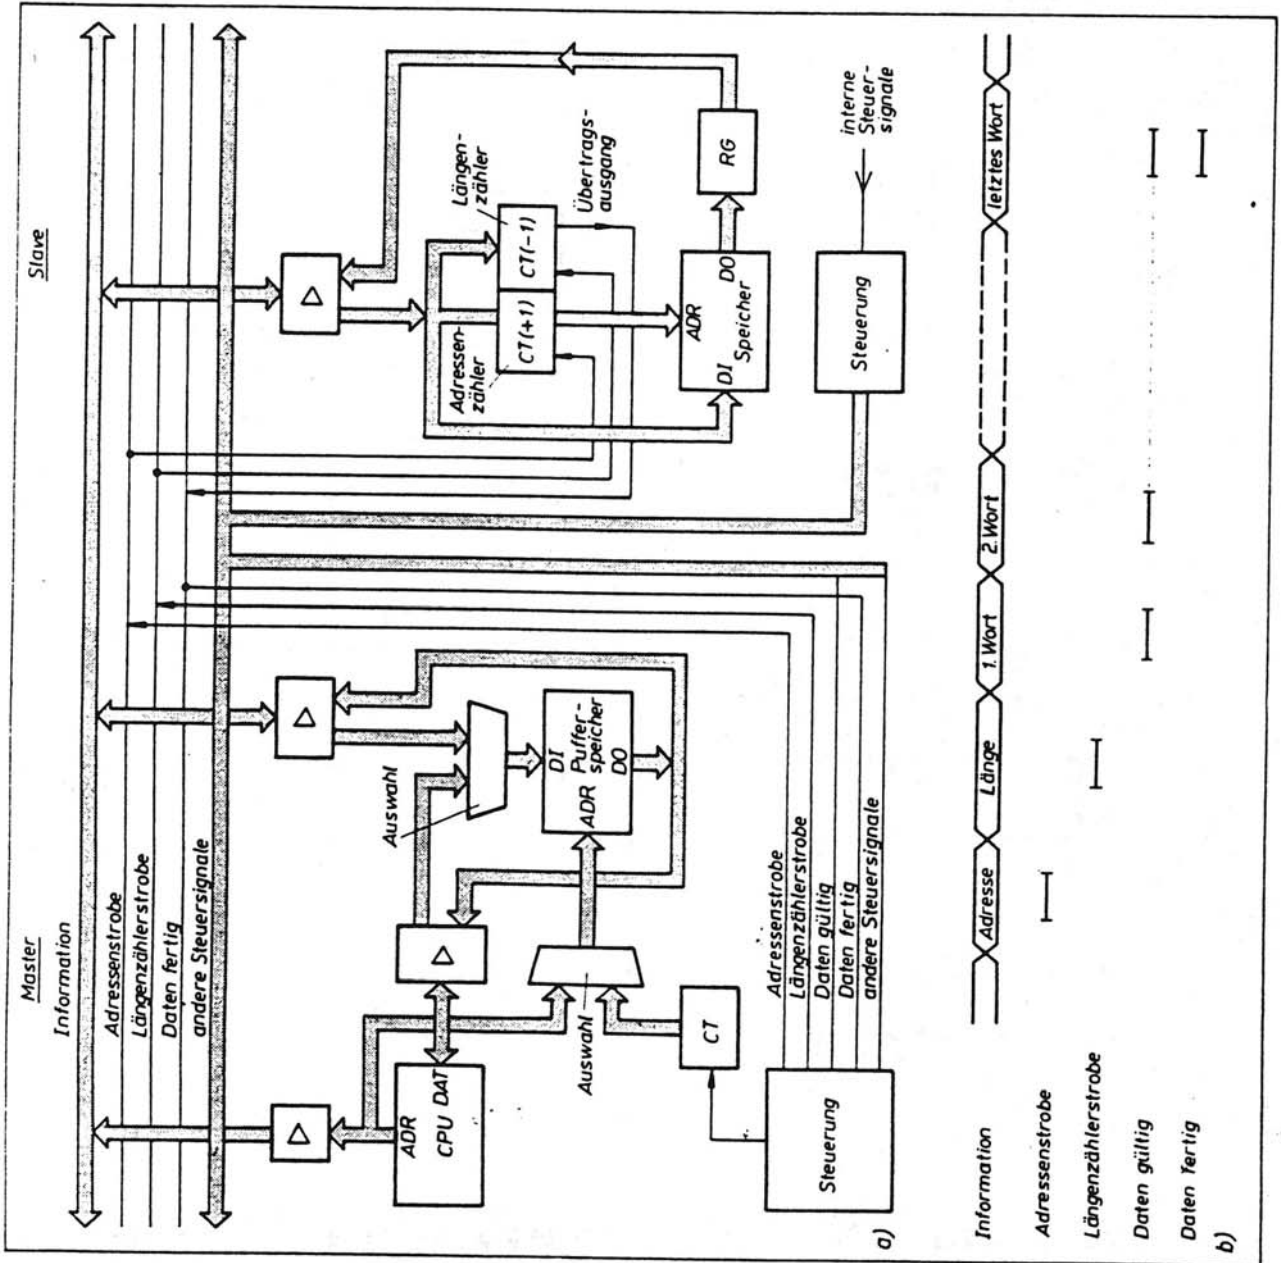 Master
Slave
Information
Adressenstrobe
Längenzählerstrobe
Daten fertig
andere Steuersignale
ADR
CPU DAT
Auswahl
DI
Puffer-
speicher
ADR
DO
Auswahl
CT
Steuerung
Adressenstrobe
Längenzählerstrobe
Daten gültig
Daten fertig
andere Steuersignale
Adressen-
zähler
Längen-
zähler
CT(+1)
CT(-1)
Übertrags-
ausgang
ADR
DI
DO
Speicher
RG
Steuerung
interne
Steuer-
signale
a)
Information
Adresse
Länge
1. Wort
2. Wort
letztes Wort
Adressenstrobe
Längenzählerstrobe
Daten gültig
Daten fertig
b)